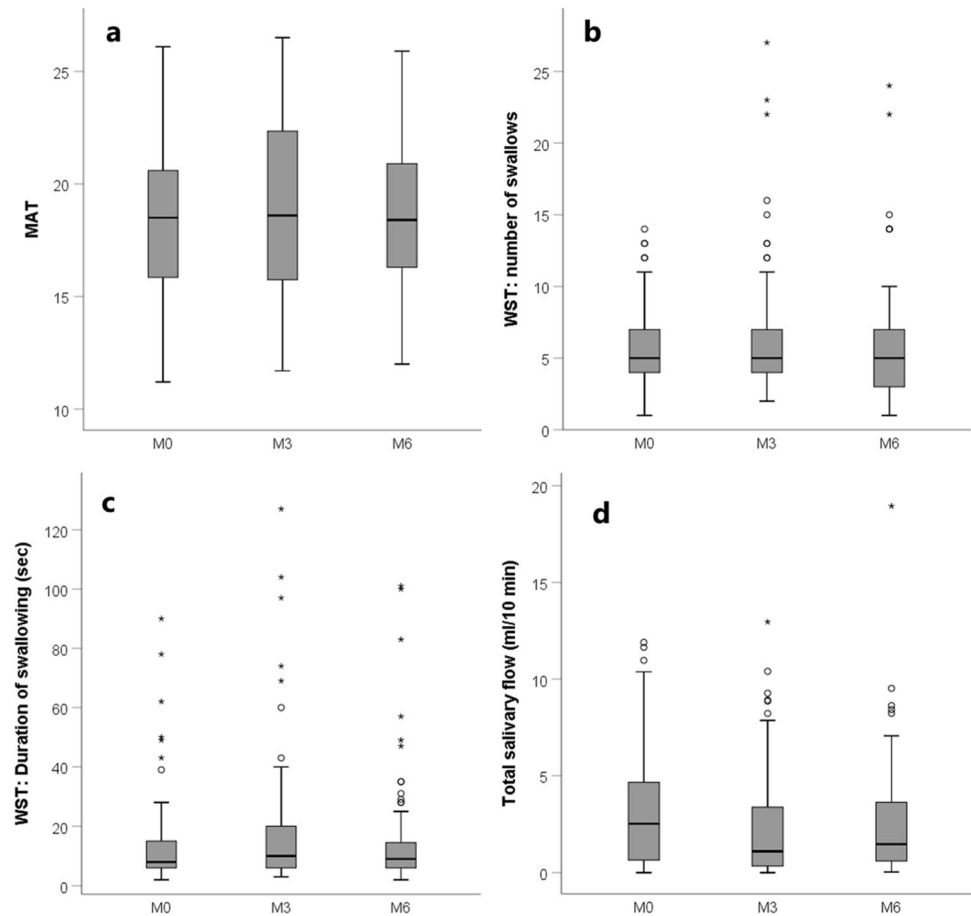 a
MAT
25
20
15
10
M0 M3 M6
b
WST: number of swallows
25
20
15
10
5
0
M0 M3 M6
c
WST: Duration of swallowing (sec)
120
100
80
60
40
20
0
M0 M3 M6
d
Total salivary flow (ml/10 min)
20
15
10
5
0
M0 M3 M6